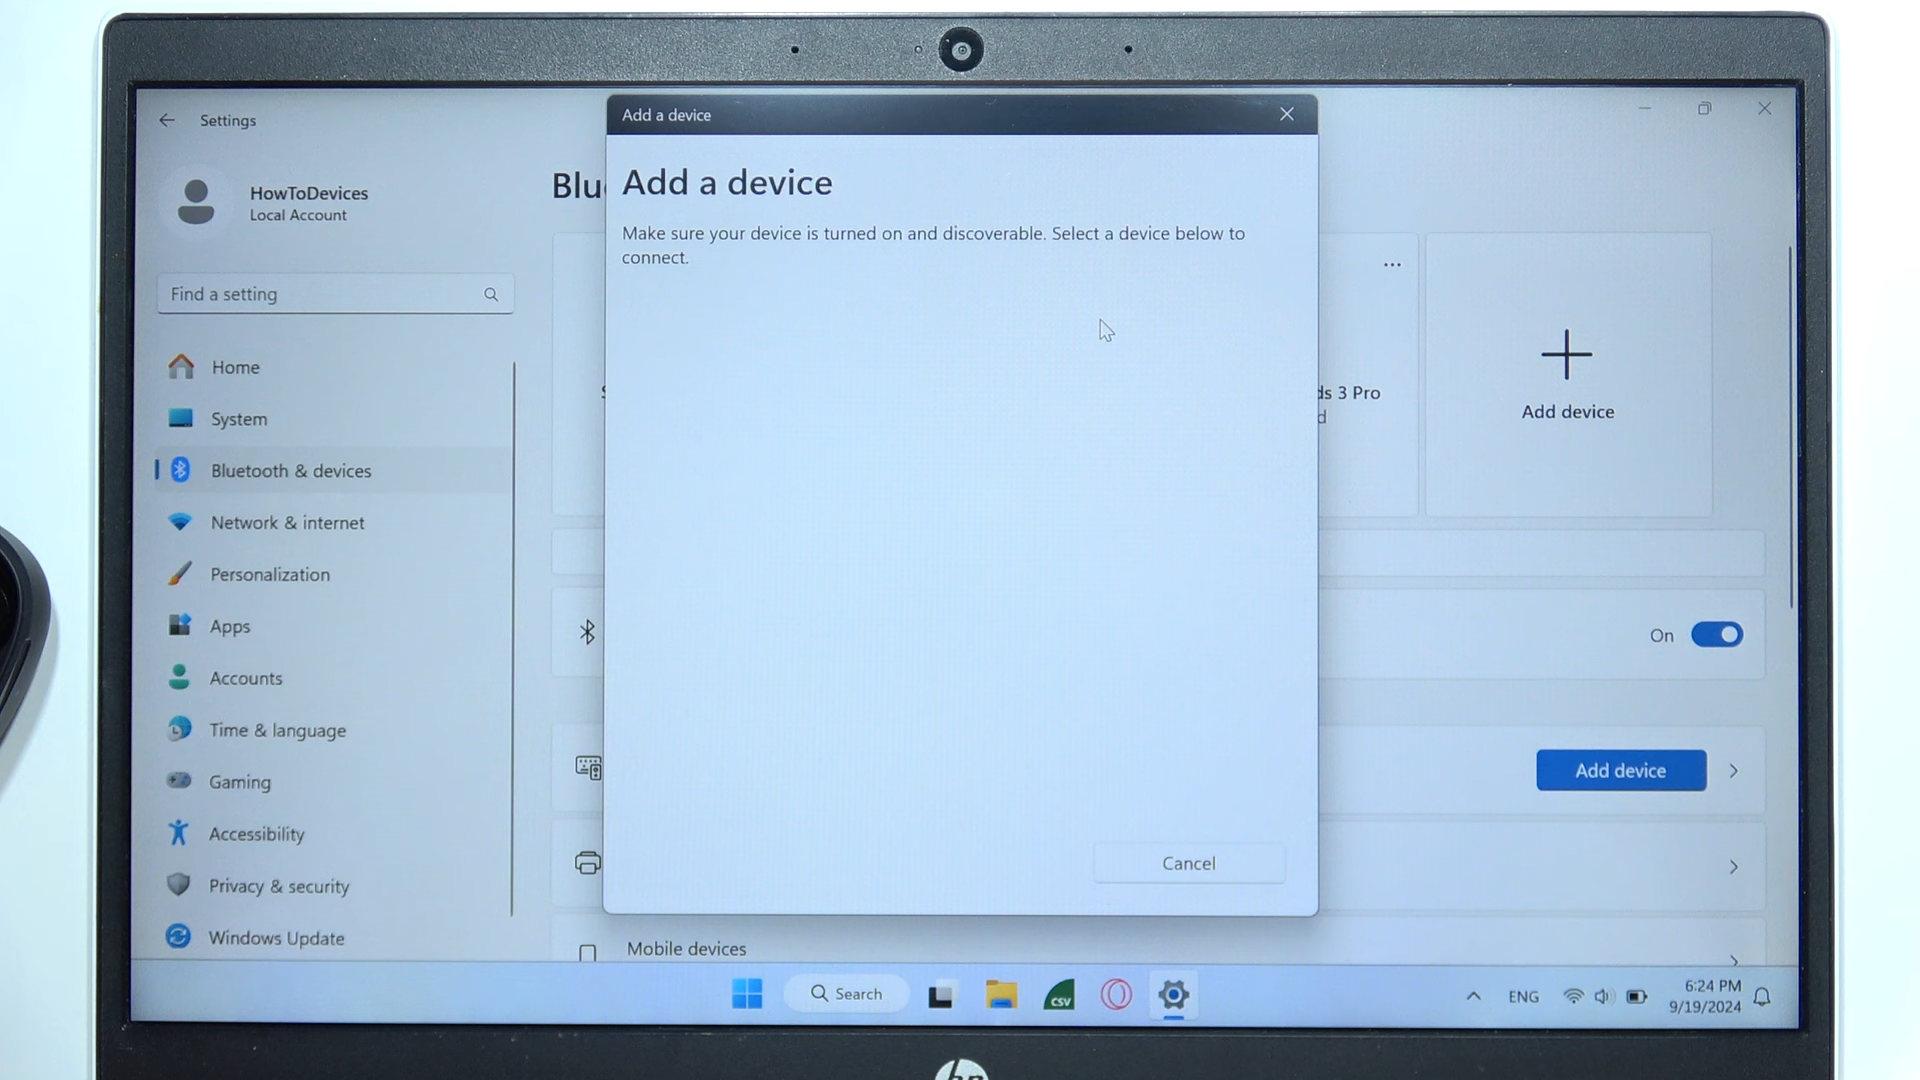 Settings
HowToDevices
Local Account
Find a setting
Home
System
Bluetooth & devices
Network & internet
Personalization
Apps
Accounts
Time & language
Gaming
Accessibility
Privacy & security
Windows Update
Blu
Add a device
Add a device
Make sure your device is turned on and discoverable. Select a device below to
connect.
Cancel
ds 3 Pro
d
Add device
On
Add device
Mobile devices
Search
CSV
ENG
6:24 PM
9/19/2024
hp